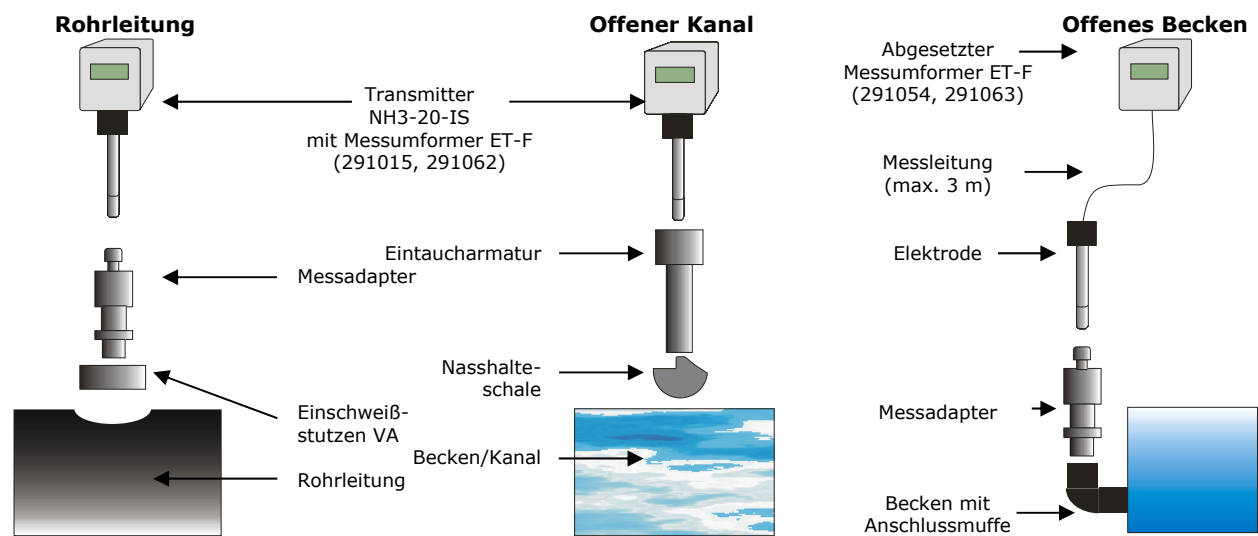 Rohrleitung
Offener Kanal
Offenes Becken
Transmitter
NH3-20-IS
mit Messumformer ET-F
(291015, 291062)
Eintaucharmatur
Messadapter
Nasshalte-
schale
Einschweiß-
stutzen VA
Becken/Kanal
Rohrleitung
Abgesetzter
Messumformer ET-F
(291054, 291063)
Messleitung
(max. 3 m)
Elektrode
Messadapter
Becken mit
Anschlussmuffe